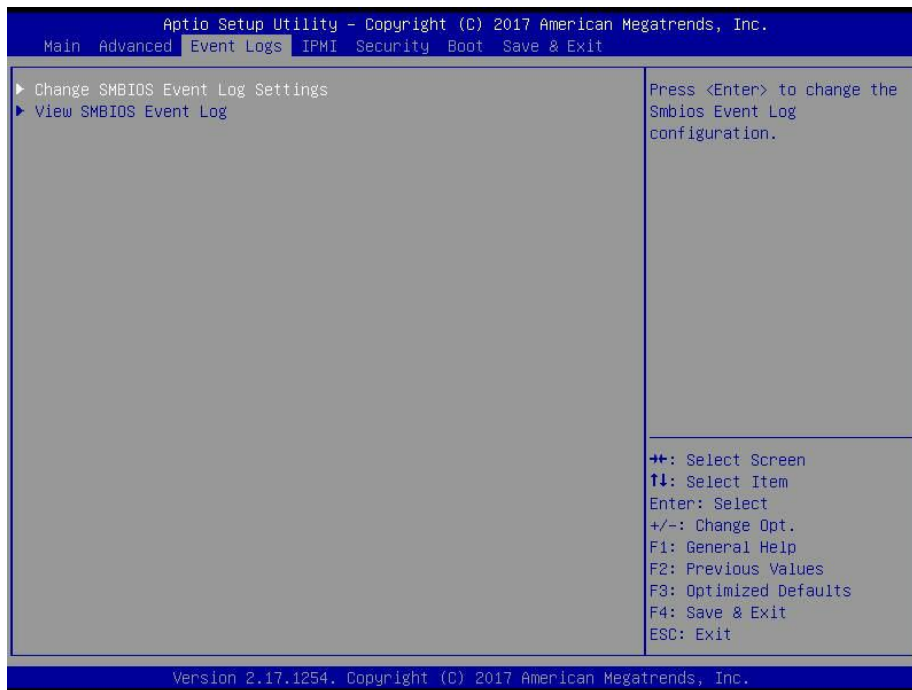 Aptio Setup Utility – Copyright (C) 2017 American Megatrends, Inc.
Main Advanced Event Logs IPMI Security Boot Save & Exit
▶ Change SMBIOS Event Log Settings
▶ View SMBIOS Event Log
Press <Enter> to change the
Smbios Event Log
configuration.
→←: Select Screen
↑↓: Select Item
Enter: Select
+/-: Change Opt.
F1: General Help
F2: Previous Values
F3: Optimized Defaults
F4: Save & Exit
ESC: Exit
Version 2.17.1254. Copyright (C) 2017 American Megatrends, Inc.